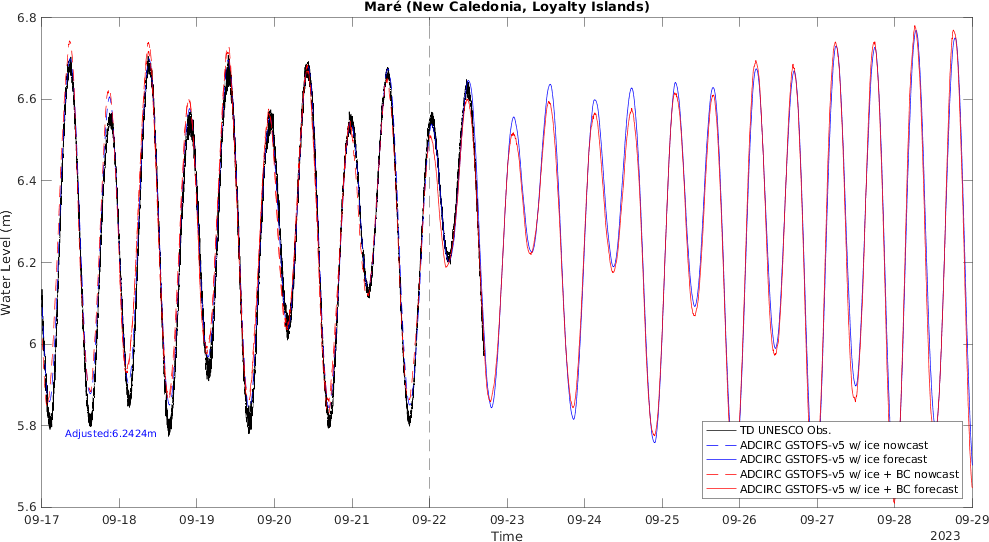 Maré (New Caledonia, Loyalty Islands)
6.8
6.6
6.4
6.2
6
5.8
5.6
Water Level (m)
Adjusted:6.2424m
TD UNESCO Obs.
ADCIRC GSTOFS-v5 w/ ice nowcast
ADCIRC GSTOFS-v5 w/ ice forecast
ADCIRC GSTOFS-v5 w/ ice + BC nowcast
ADCIRC GSTOFS-v5 w/ ice + BC forecast
09-17 09-18 09-19 09-20 09-21 09-22 09-23 09-24 09-25 09-26 09-27 09-28 09-29
Time
2023